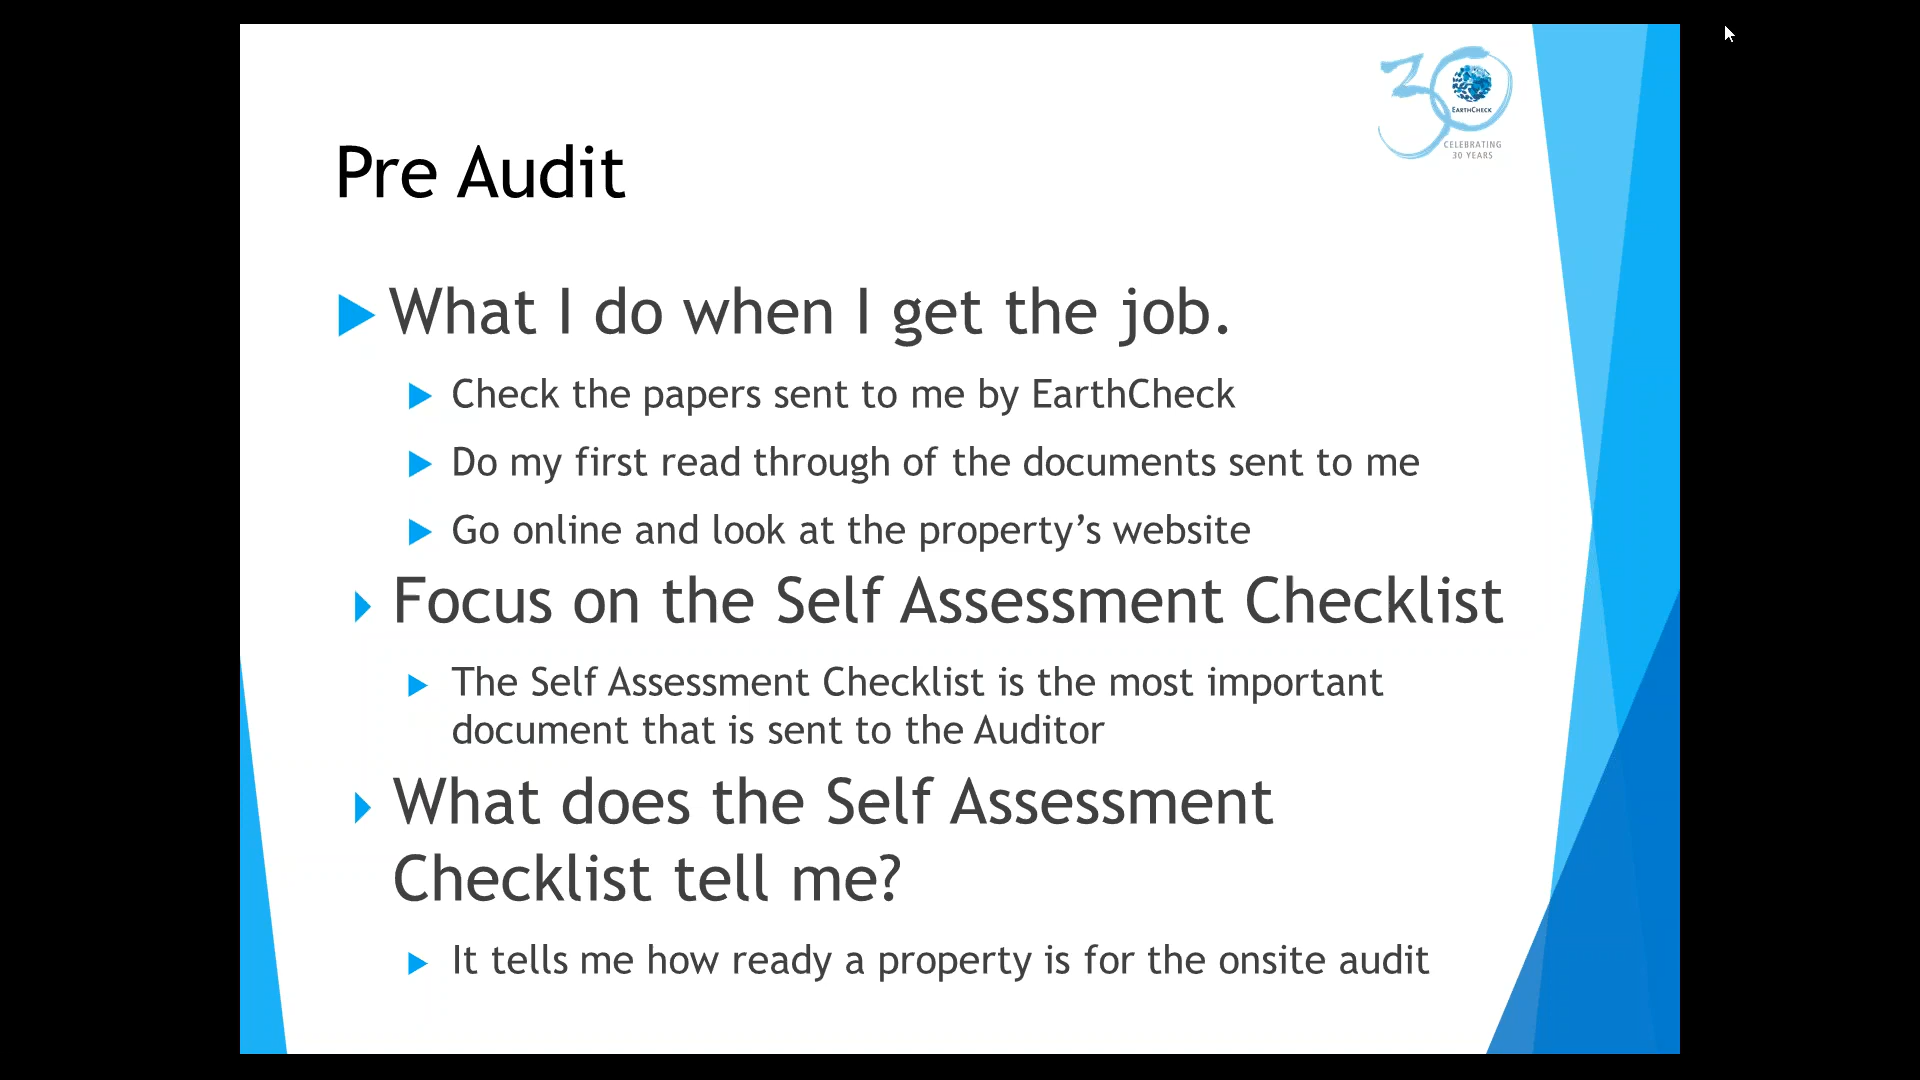 30
EARTHCHECK
CELEBRATING
30 YEARS
Pre Audit
What I do when I get the job.
Check the papers sent to me by EarthCheck
Do my first read through of the documents sent to me
Go online and look at the property’s website
Focus on the Self Assessment Checklist
The Self Assessment Checklist is the most important
document that is sent to the Auditor
What does the Self Assessment
Checklist tell me?
It tells me how ready a property is for the onsite audit